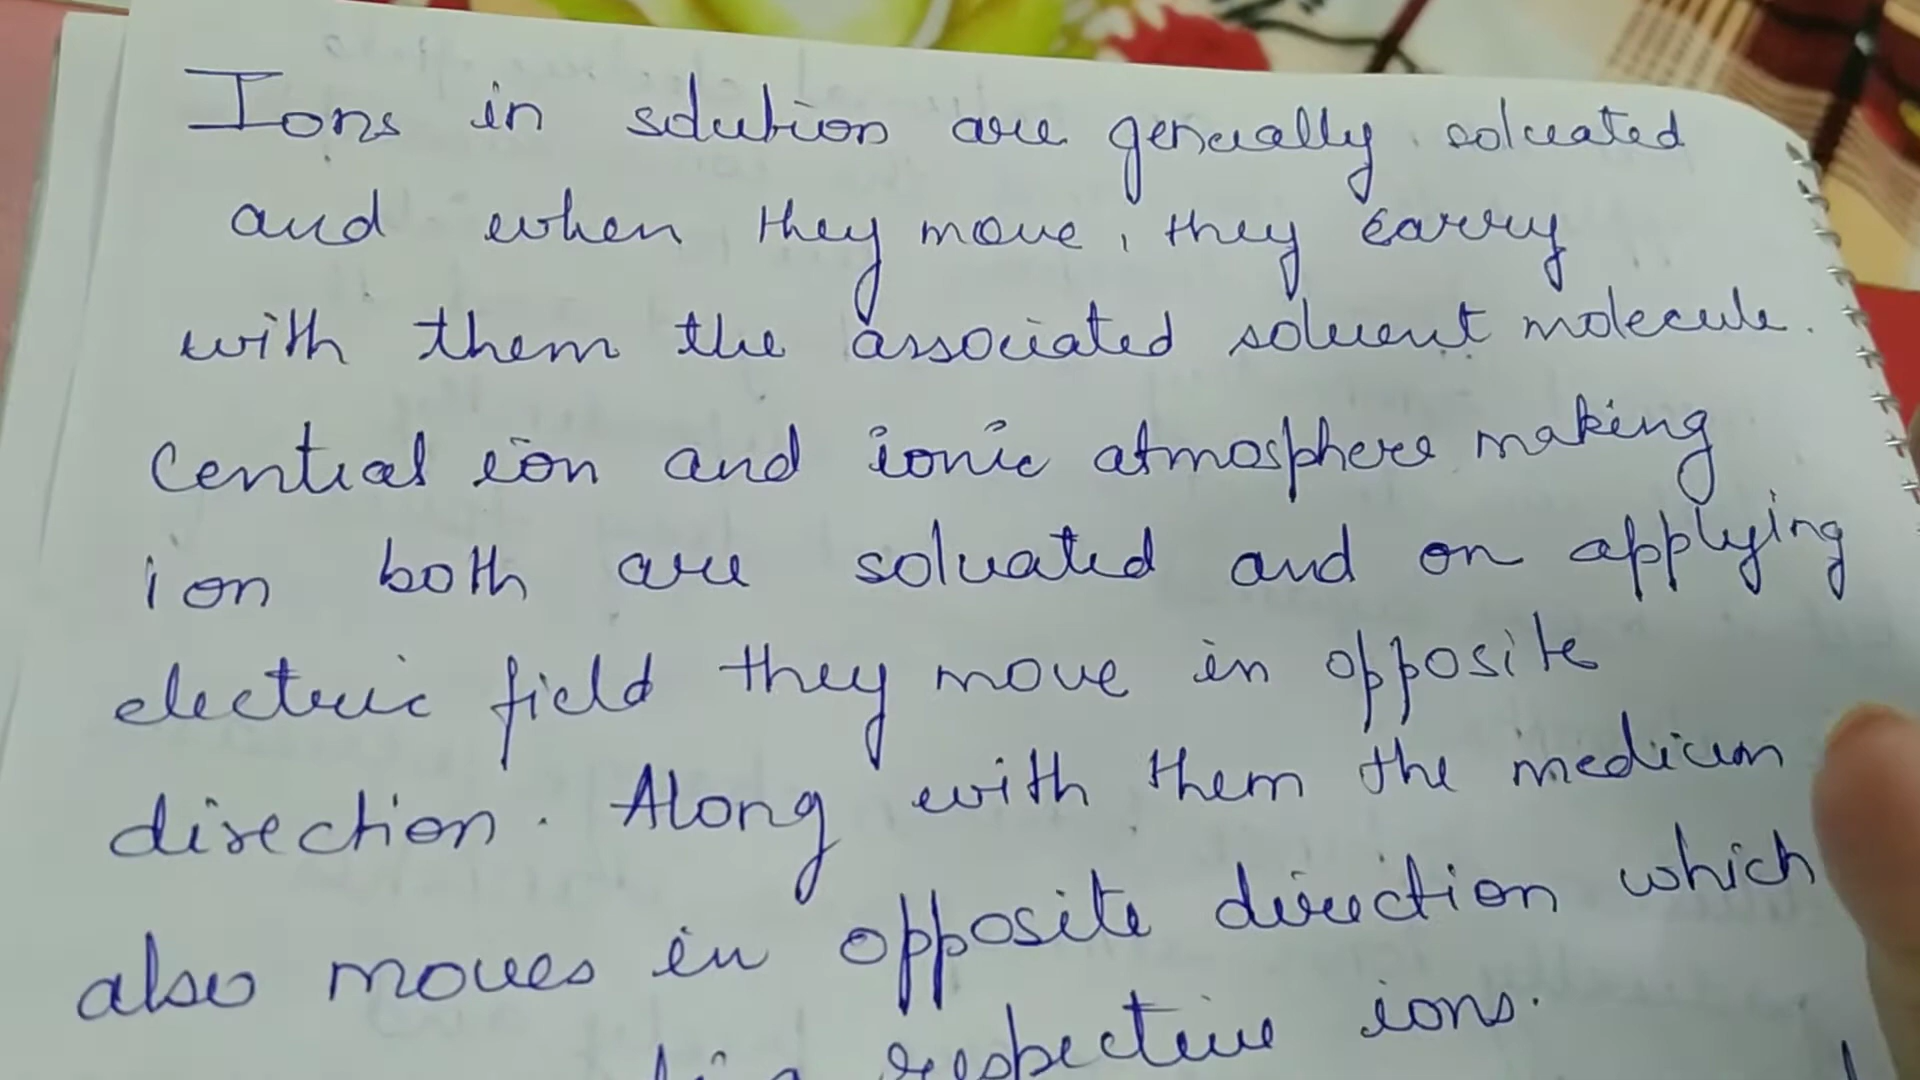 Ions in solution are generally solvated
and when they move, they carry
with them the associated solvent molecule.
Central ion and ionic atmosphere making
ion both are solvated and on applying
electric field they move in opposite
direction. Along with them the medium
also moves in opposite direction which
respective ions.